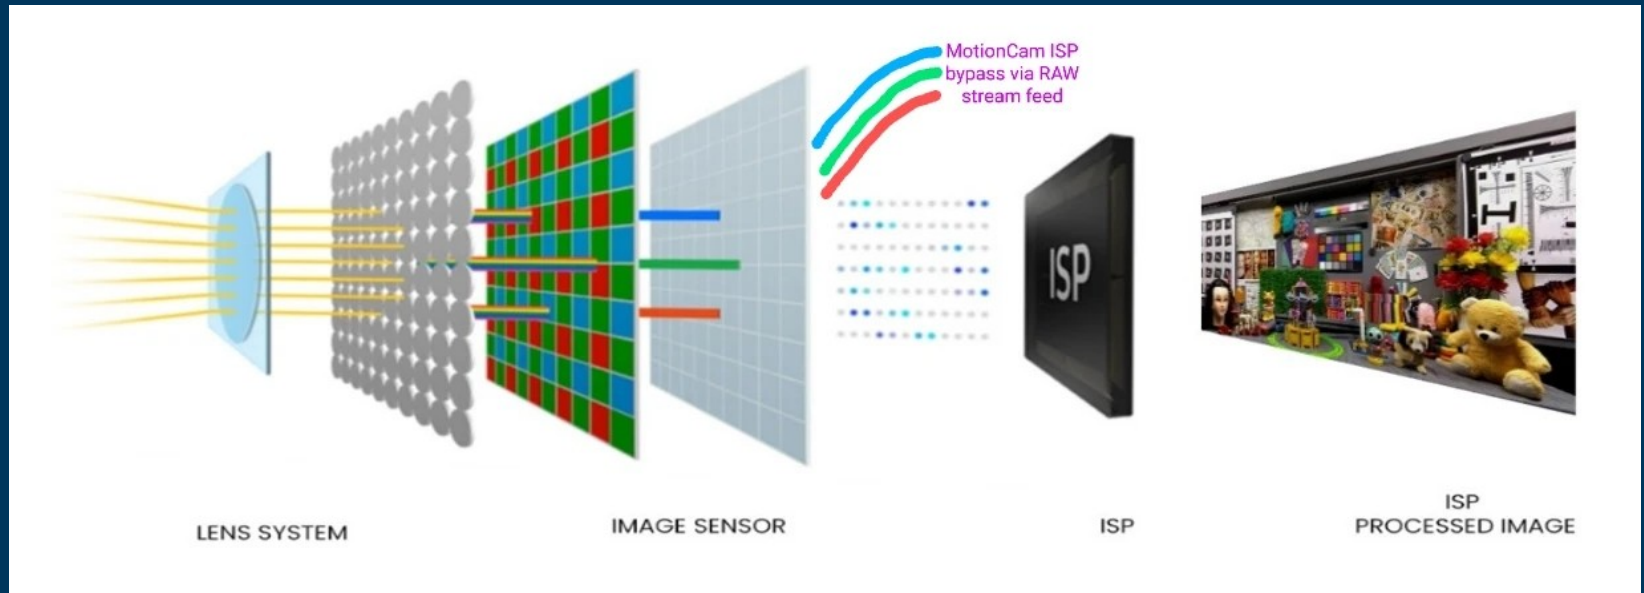 MotionCam ISP
bypass via RAW
stream feed
ISP
LENS SYSTEM
IMAGE SENSOR
ISP
ISP
PROCESSED IMAGE